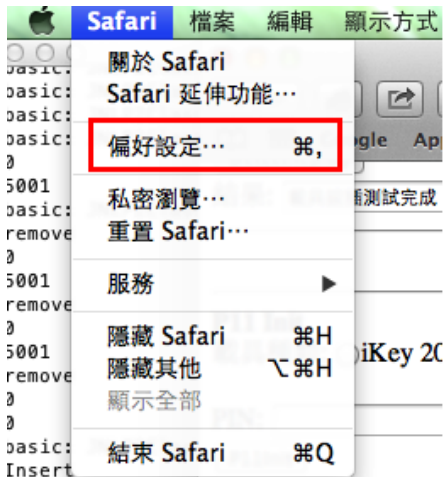 Safari 檔案 編輯 顯示方式
關於 Safari
Safari 延伸功能⋯
偏好設定⋯ ⌘,
私密瀏覽⋯
重置 Safari⋯
服務 ▶
隱藏 Safari ⌘H
隱藏其他 ⌥⌘H
顯示全部
結束 Safari ⌘Q
basic:
basic:
basic:
basic:
0
5001
basic:
remove
0
5001
remove
0
5001
remove
0
0
basic:
Insert
gle App
插測試完成
iKey 20
PIN: